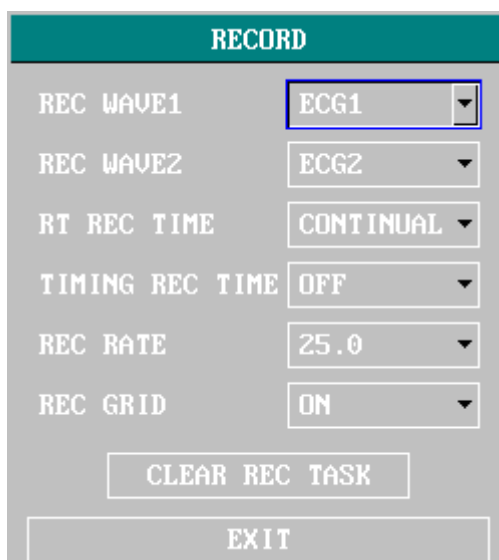 RECORD
REC WAVE1 ECG1
REC WAVE2 ECG2
RT REC TIME CONTINUAL
TIMING REC TIME OFF
REC RATE 25.0
REC GRID ON
CLEAR REC TASK
EXIT